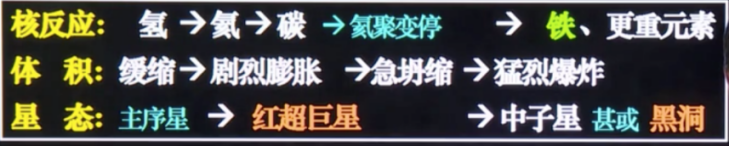 核反应: 氢→氦→碳 →氦聚变停 → 铁、更重元素
体 积: 缓缩→剧烈膨胀 →急坍缩→猛烈爆炸
星 态: 主序星 → 红超巨星 →中子星 甚或 黑洞